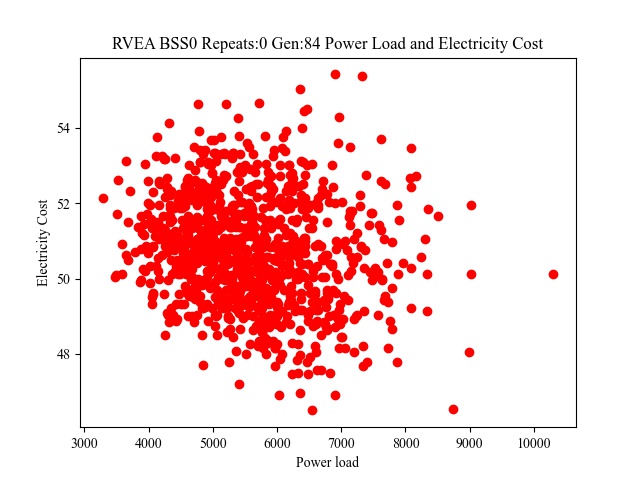 RVEA BSS0 Repeats:0 Gen:84 Power Load and Electricity Cost
54
52
50
48
Electricity Cost
3000 4000 5000 6000 7000 8000 9000 10000
Power load